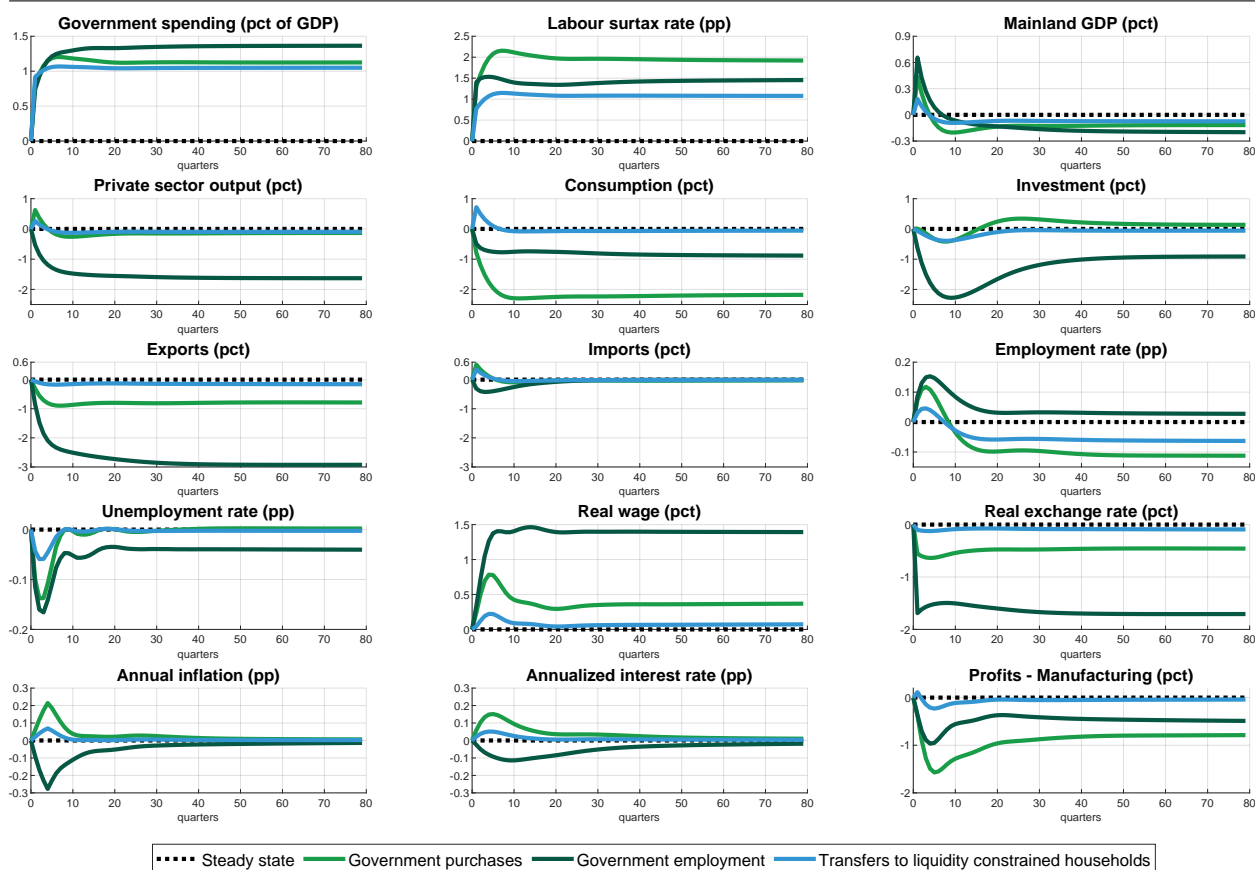 Government spending (pct of GDP)
1.5
1
0.5
0
0 10 20 30 40 50 60 70 80
quarters
Labour surtax rate (pp)
2.5
2
1.5
1
0.5
0
0 10 20 30 40 50 60 70 80
quarters
Mainland GDP (pct)
0.9
0.6
0.3
0
-0.3
0 10 20 30 40 50 60 70 80
quarters
Private sector output (pct)
1
0
-1
-2
0 10 20 30 40 50 60 70 80
quarters
Consumption (pct)
1
0
-1
-2
0 10 20 30 40 50 60 70 80
quarters
Investment (pct)
1
0
-1
-2
0 10 20 30 40 50 60 70 80
quarters
Exports (pct)
0.6
0
-1
-2
-3
0 10 20 30 40 50 60 70 80
quarters
Imports (pct)
0.6
0
-1
-2
-3
0 10 20 30 40 50 60 70 80
quarters
Employment rate (pp)
0.2
0.1
0
-0.1
0 10 20 30 40 50 60 70 80
quarters
Unemployment rate (pp)
0
-0.1
-0.2
0 10 20 30 40 50 60 70 80
quarters
Real wage (pct)
1.5
1
0.5
0
0 10 20 30 40 50 60 70 80
quarters
Real exchange rate (pct)
0
-1
-2
0 10 20 30 40 50 60 70 80
quarters
Annual inflation (pp)
0.3
0.2
0.1
0
-0.1
-0.2
-0.3
0 10 20 30 40 50 60 70 80
quarters
Annualized interest rate (pp)
0.3
0.2
0.1
0
-0.1
-0.2
-0.3
0 10 20 30 40 50 60 70 80
quarters
Profits - Manufacturing (pct)
0
-1
-2
0 10 20 30 40 50 60 70 80
quarters
Steady state Government purchases Government employment Transfers to liquidity constrained households